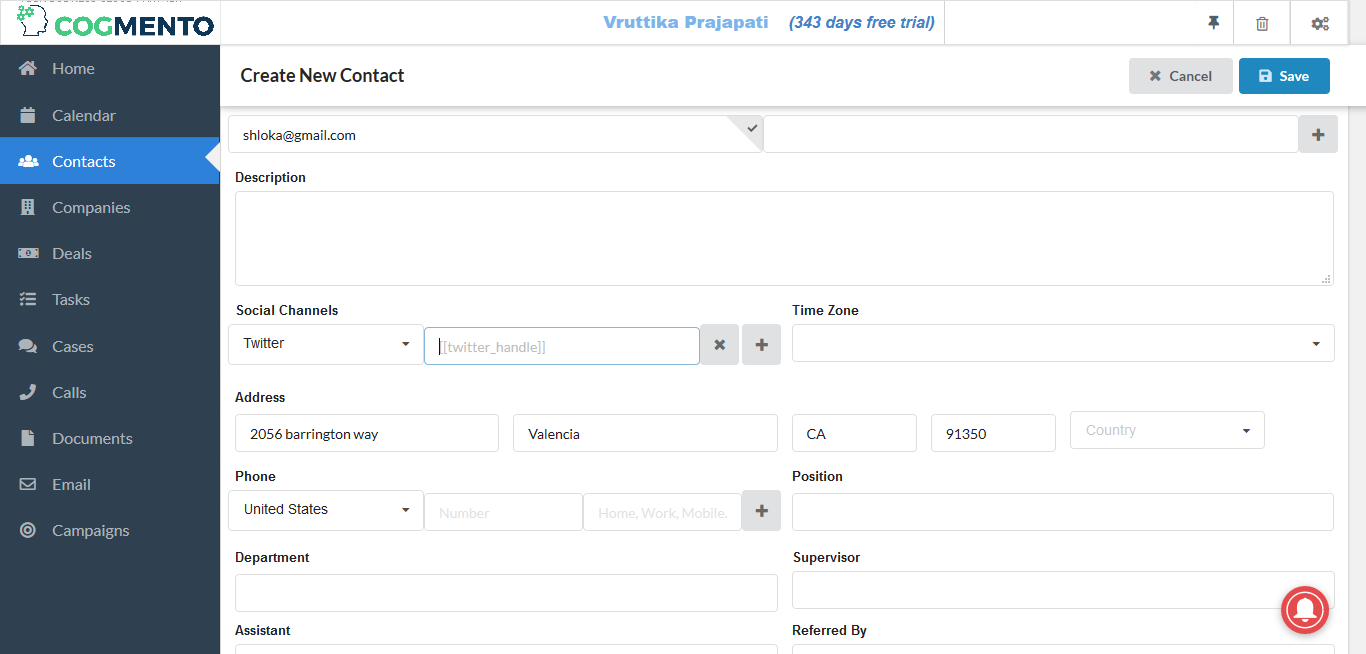 COGMENTO
Vruttika Prajapati (343 days free trial)
Home
Calendar
Contacts
Companies
Deals
Tasks
Cases
Calls
Documents
Email
Campaigns
Create New Contact
Cancel
Save
shloka@gmail.com
Description
Social Channels
Time Zone
Twitter
[[twitter_handle]]
Address
2056 barrington way
Valencia
CA
91350
Country
Phone
Position
United States
Number
Home, Work, Mobile.
Department
Supervisor
Assistant
Referred By